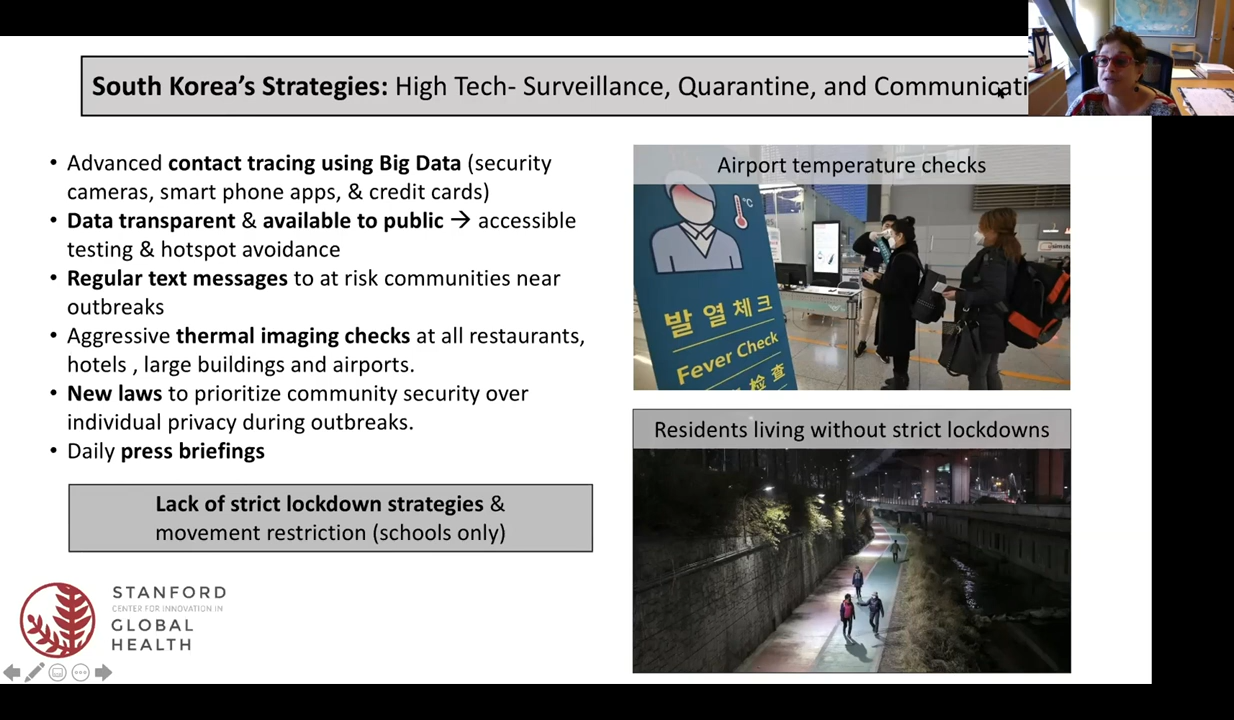 South Korea's Strategies: High Tech- Surveillance, Quarantine, and Communicati
• Advanced contact tracing using Big Data (security
cameras, smart phone apps, & credit cards)
• Data transparent & available to public → accessible
testing & hotspot avoidance
• Regular text messages to at risk communities near
outbreaks
• Aggressive thermal imaging checks at all restaurants,
hotels , large buildings and airports.
• New laws to prioritize community security over
individual privacy during outbreaks.
• Daily press briefings
Lack of strict lockdown strategies &
movement restriction (schools only)
STANFORD
CENTER FOR INNOVATION IN
GLOBAL
HEALTH
Airport temperature checks
°C
발열체크
Fever Check
检查
Residents living without strict lockdowns